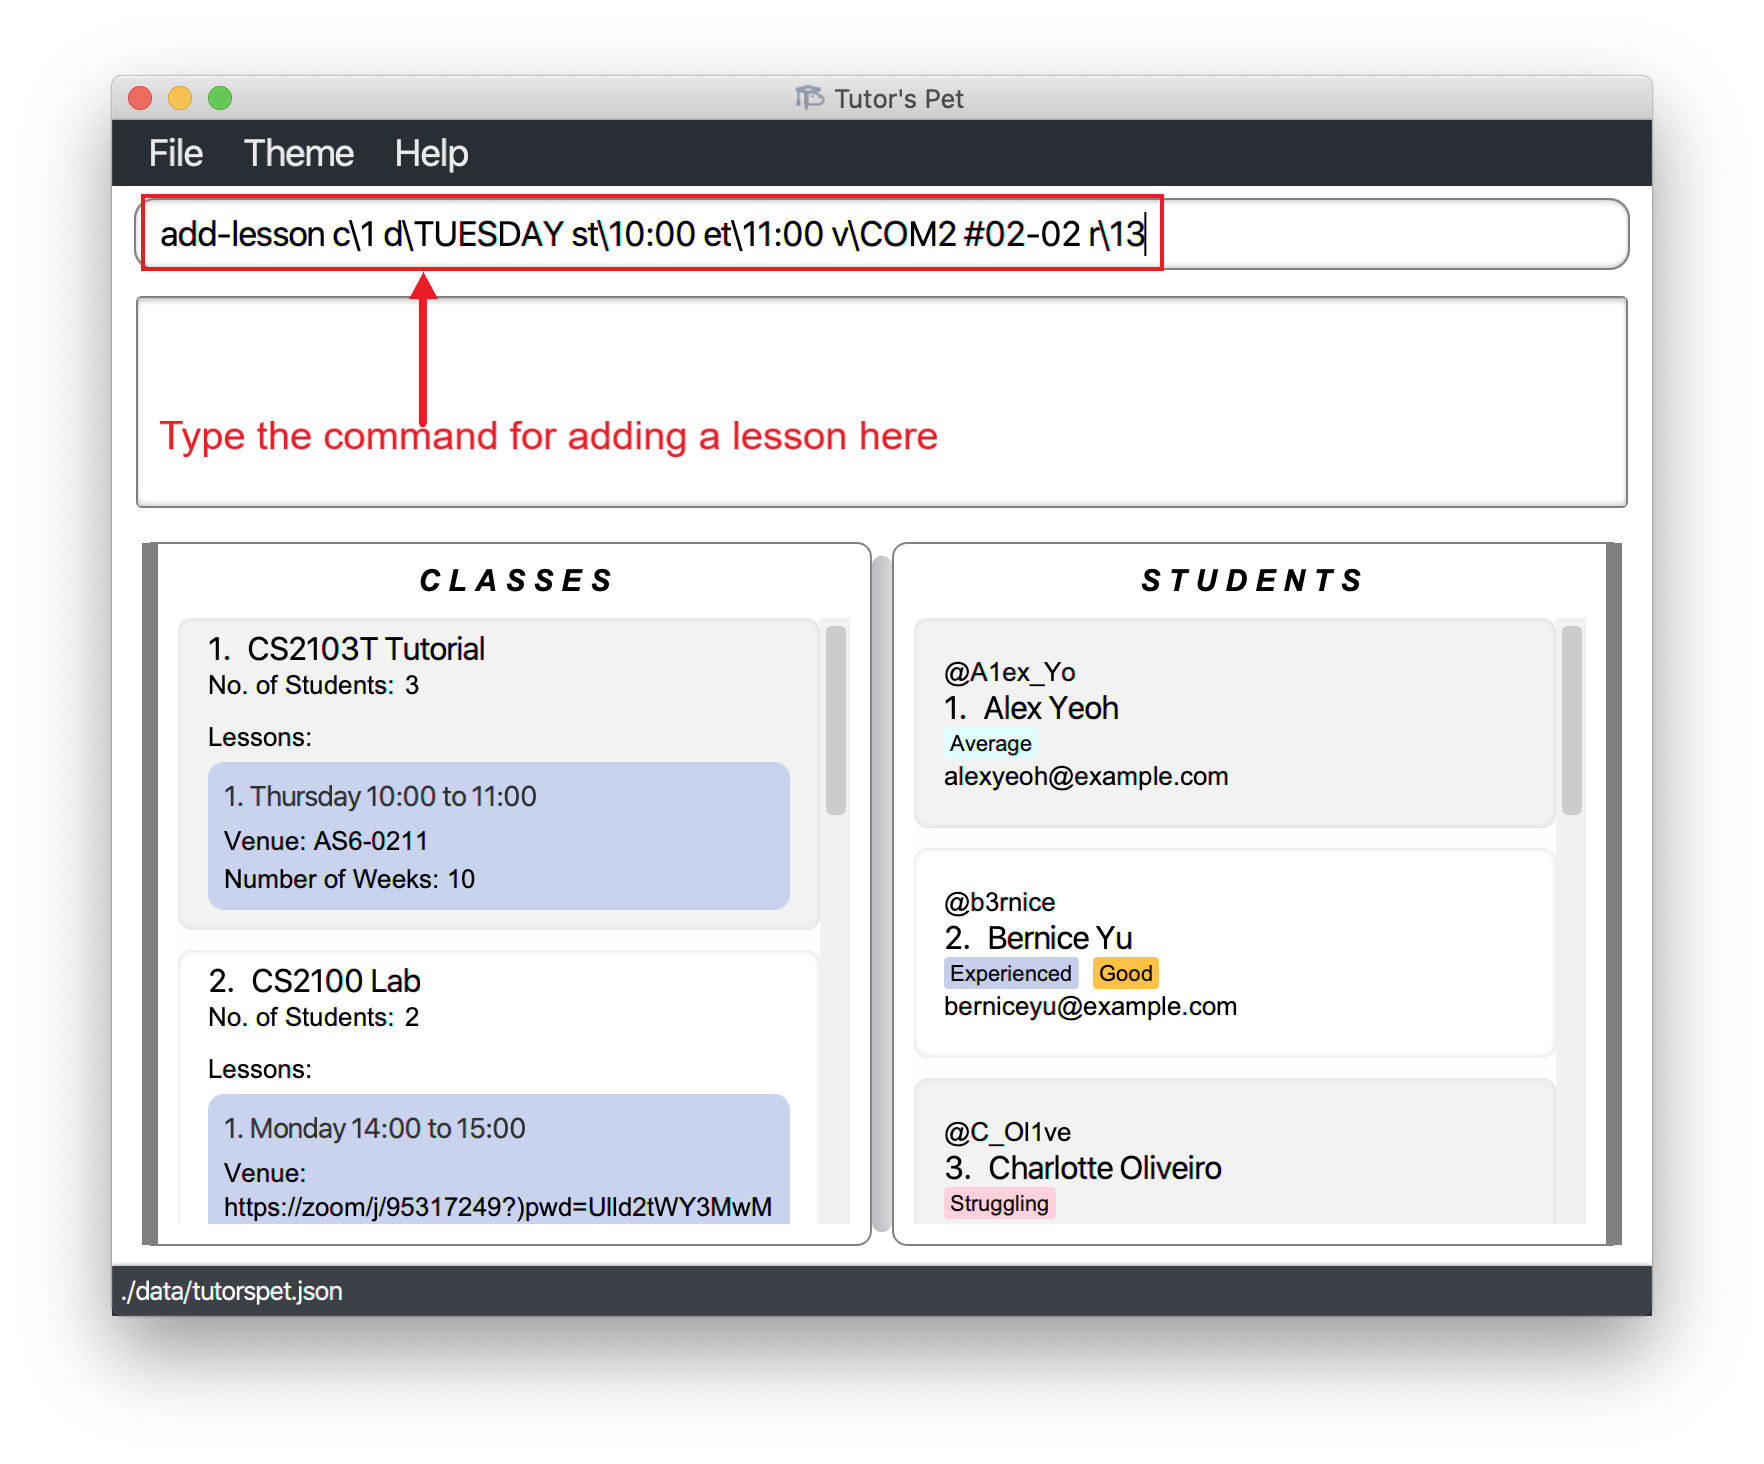 Tutor's Pet
File Theme Help
add-lesson c\1 d\TUESDAY st\10:00 et\11:00 v\COM2 #02-02 r\13
Type the command for adding a lesson here
CLASSES
1. CS2103T Tutorial
No. of Students: 3
Lessons:
1. Thursday 10:00 to 11:00
Venue: AS6-0211
Number of Weeks: 10
2. CS2100 Lab
No. of Students: 2
Lessons:
1. Monday 14:00 to 15:00
Venue:
https://zoom/j/95317249?)pwd=Ulld2tWY3MwM
STUDENTS
@A1ex_Yo
1. Alex Yeoh
Average
alexyeoh@example.com
@b3rnice
2. Bernice Yu
Experienced Good
berniceyu@example.com
@C_Ol1ve
3. Charlotte Oliveiro
Struggling
./data/tutorspet.json